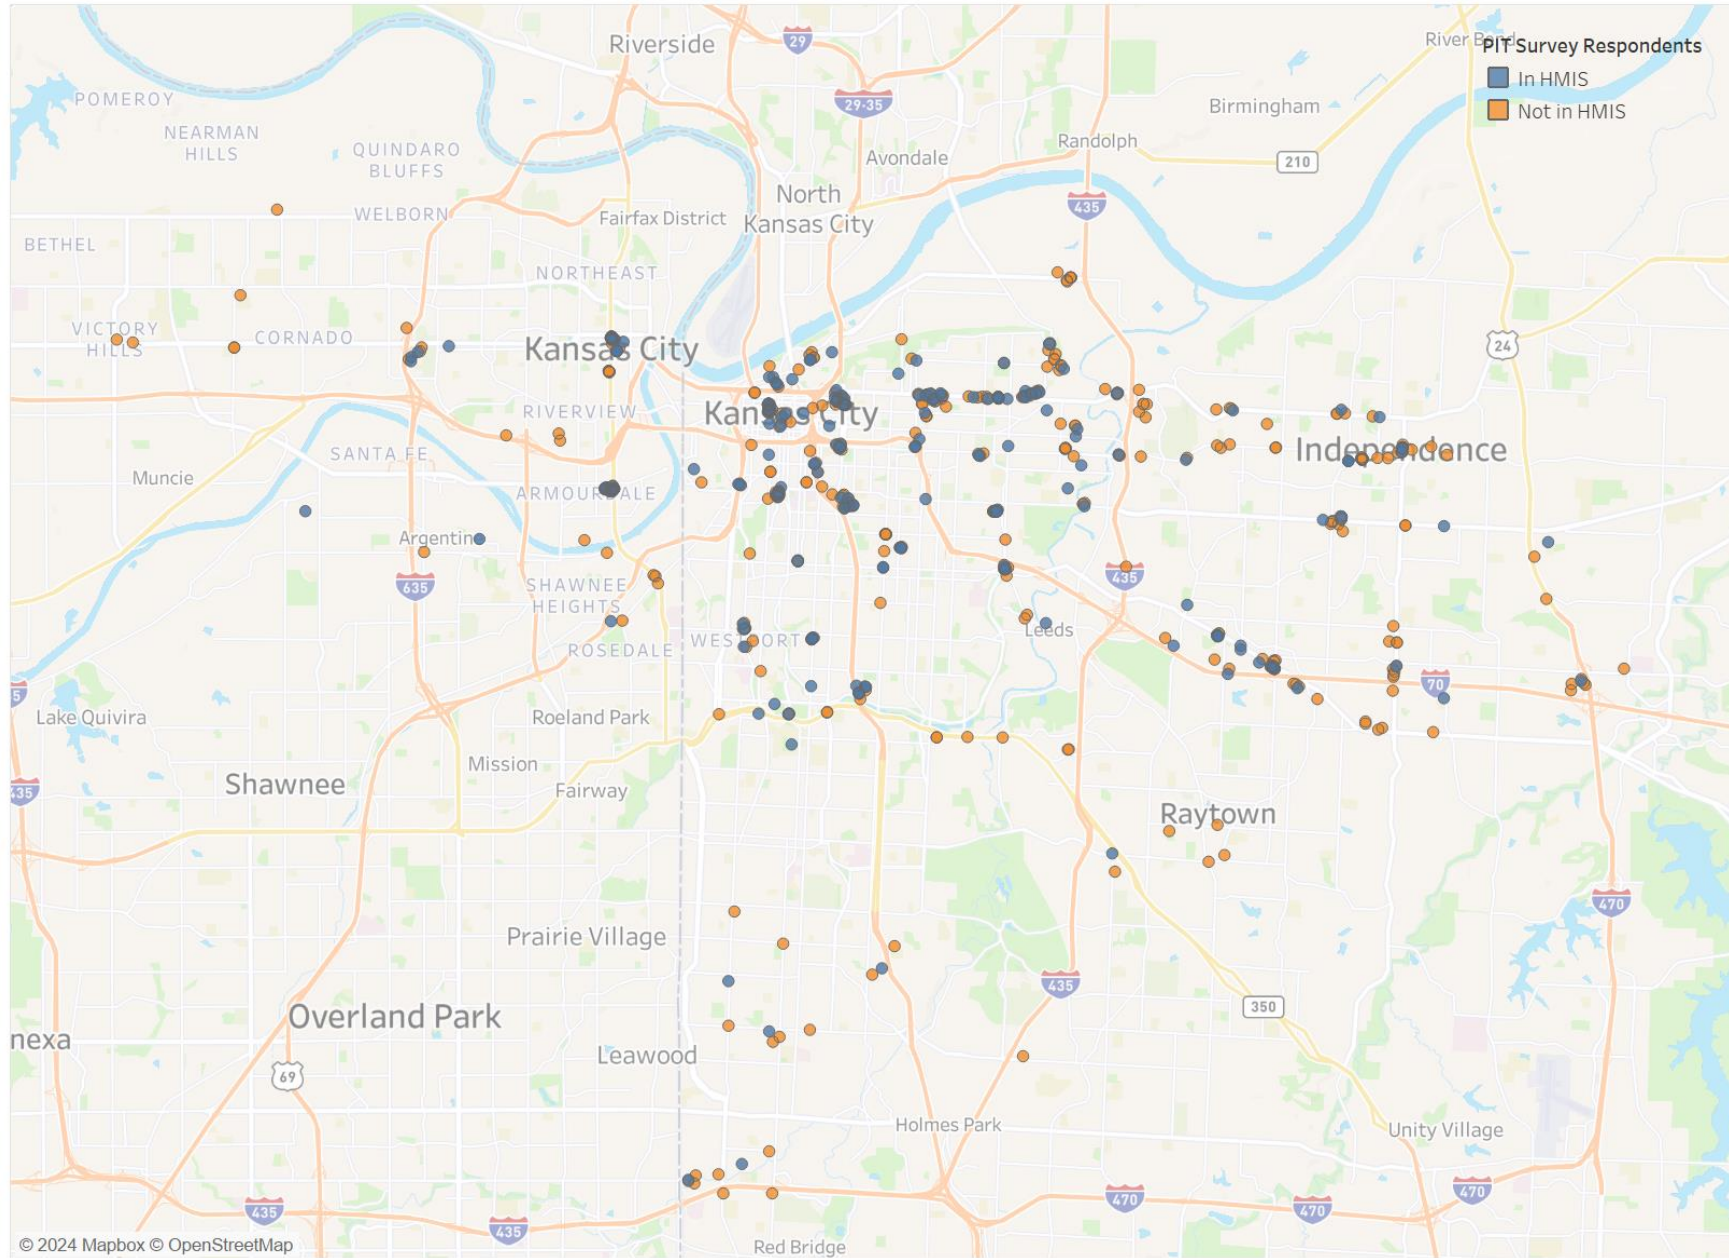 Riverside
29
River Bend
PIT Survey Respondents
In HMIS
Not in HMIS
POMEROY
29-35
Birmingham
NEARMAN
HILLS
QUINDARO
BLUFFS
Avondale
Randolph
210
North
Kansas City
WELBORN
Fairfax District
435
BETHEL
NORTHEAST
VICTORY
HILLS
CORNADO
Kansas City
24
RIVERVIEW
Kansas City
SANTA FE
Independence
Muncie
ARMOURDALE
Argentine
635
SHAWNEE
HEIGHTS
435
Leeds
ROSEDALE
WESTPORT
70
5
Lake Quivira
Roeland Park
Mission
Shawnee
Fairway
435
Raytown
470
Prairie Village
435
350
Overland Park
nexa
Leawood
69
Holmes Park
Unity Village
435
435
470
470
470
© 2024 Mapbox © OpenStreetMap
Red Bridge